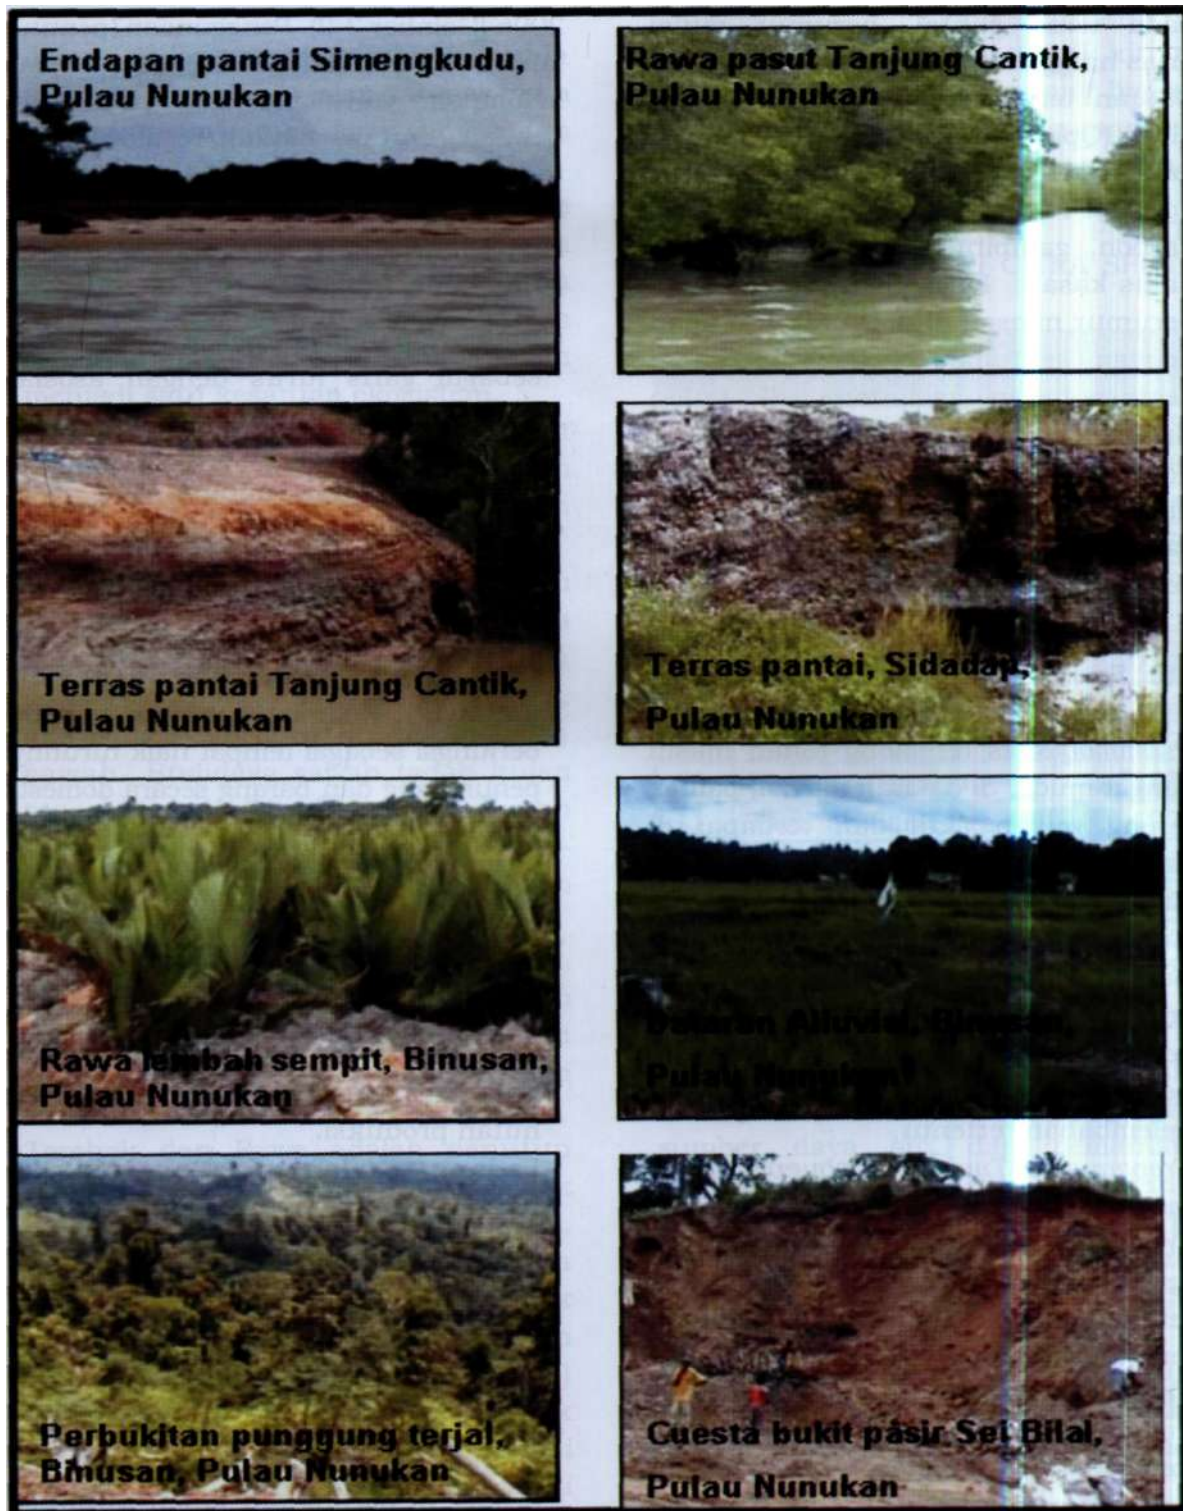 Endapan pantai Simengkudu,
Pulau Nunukan
Rawa pasut Tanjung Cantik,
Pulau Nunukan
Terras pantai Tanjung Cantik,
Pulau Nunukan
Terras pantai, Sidadap,
Pulau Nunukan
Rawa lembah sempit, Binusan,
Pulau Nunukan
Dataran Alluvial, Binusan,
Pulau Nunukan
Perbukitan punggung terjal,
Binusan, Pulau Nunukan
Cuesta bukit pasir Sei Bilal,
Pulau Nunukan
hutan produksi.